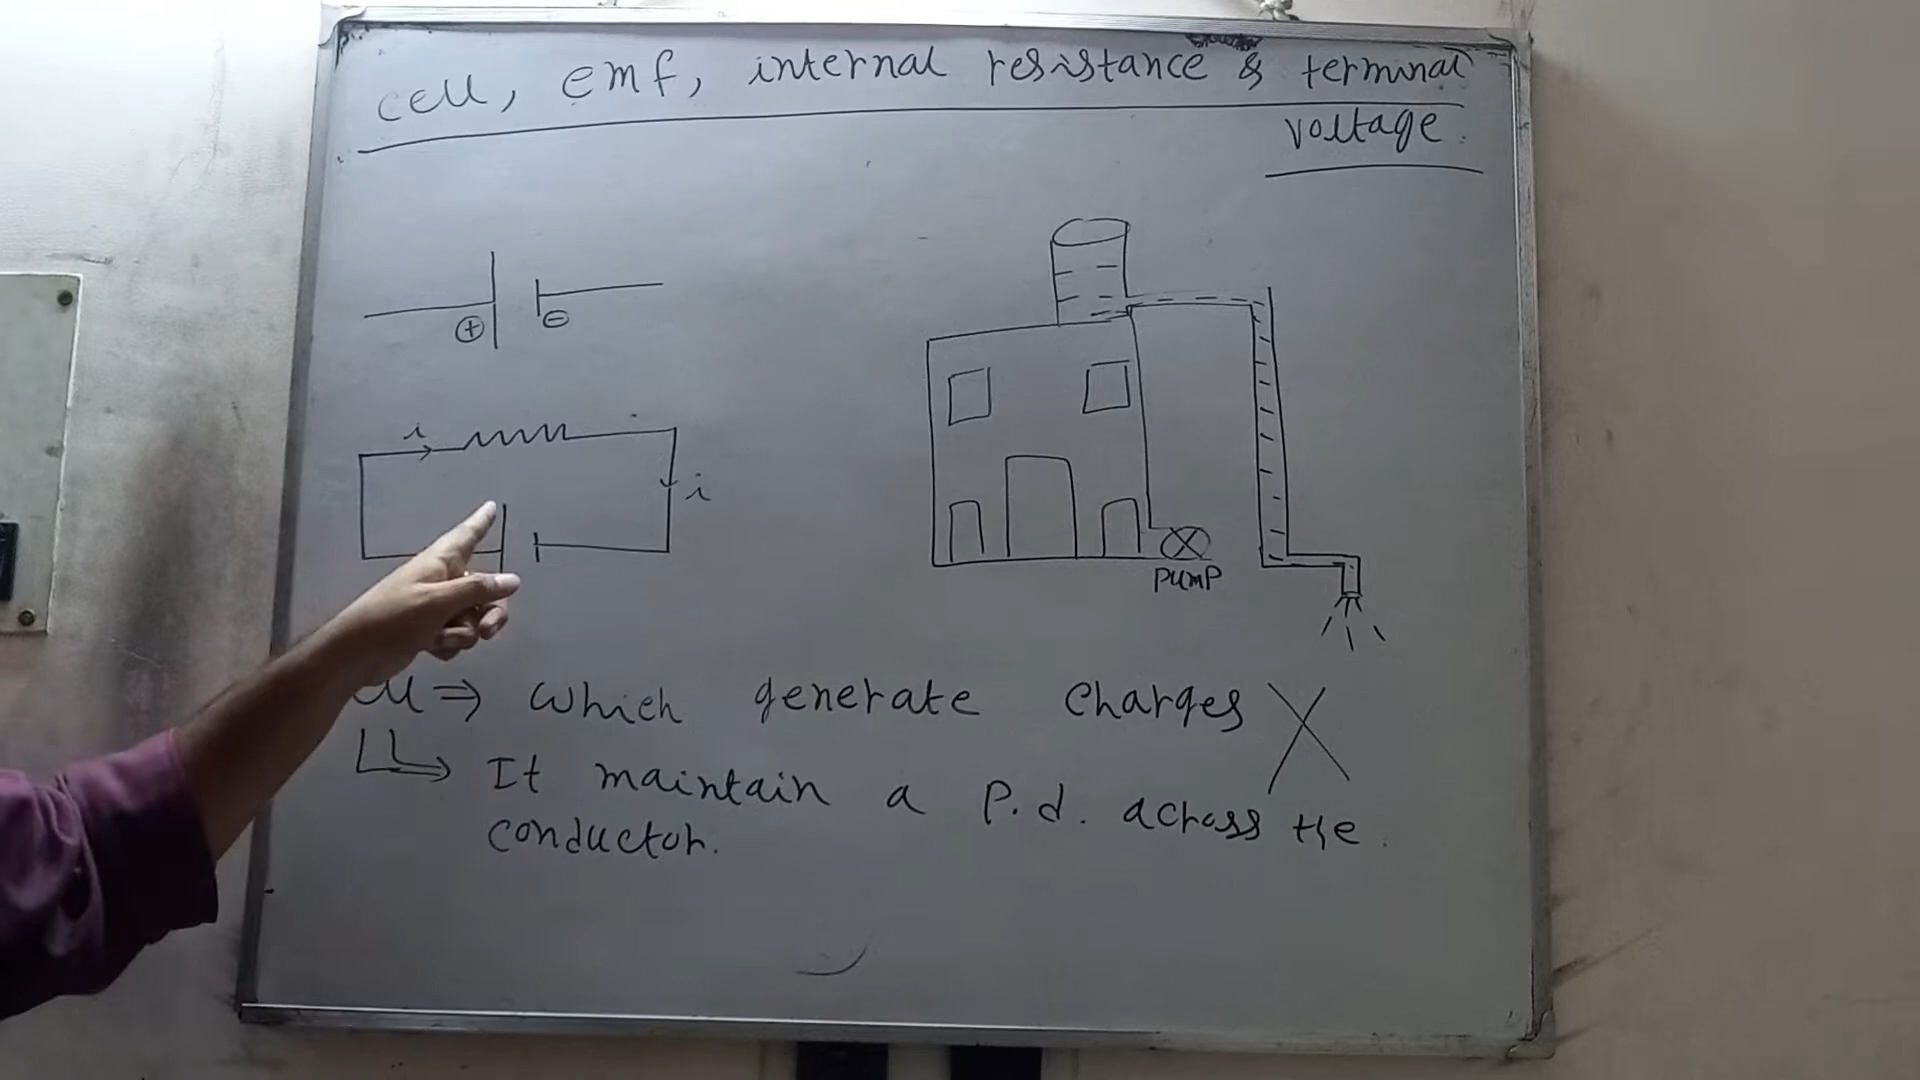 cell, emf, internal resistance & terminal
voltage.
⊕ ⊖
i
i
PUMP
⇒ which generate charges
It maintain a P.d. across the
conductor.